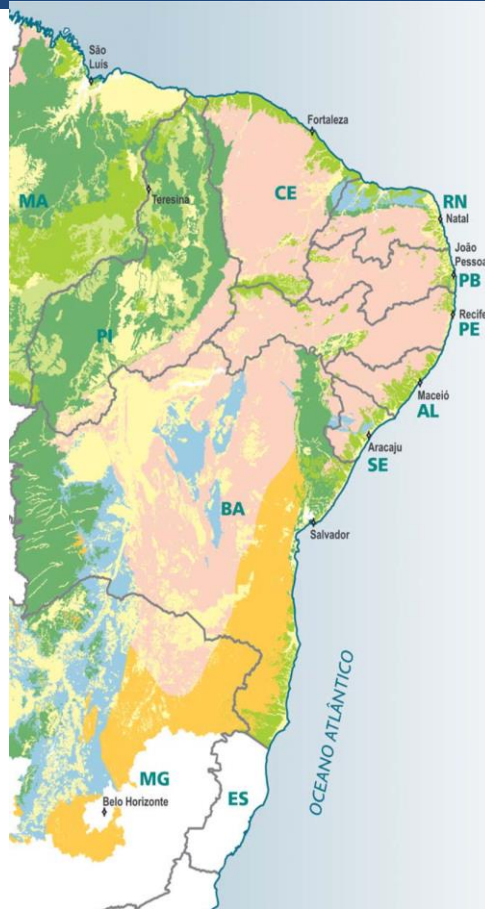 São
Luís
Fortaleza
Teresina
MA
CE
RN
Natal
João
Pessoa
PB
Recife
PE
PI
Maceió
AL
Aracaju
SE
BA
Salvador
OCEANO ATLÂNTICO
MG
ES
Belo Horizonte